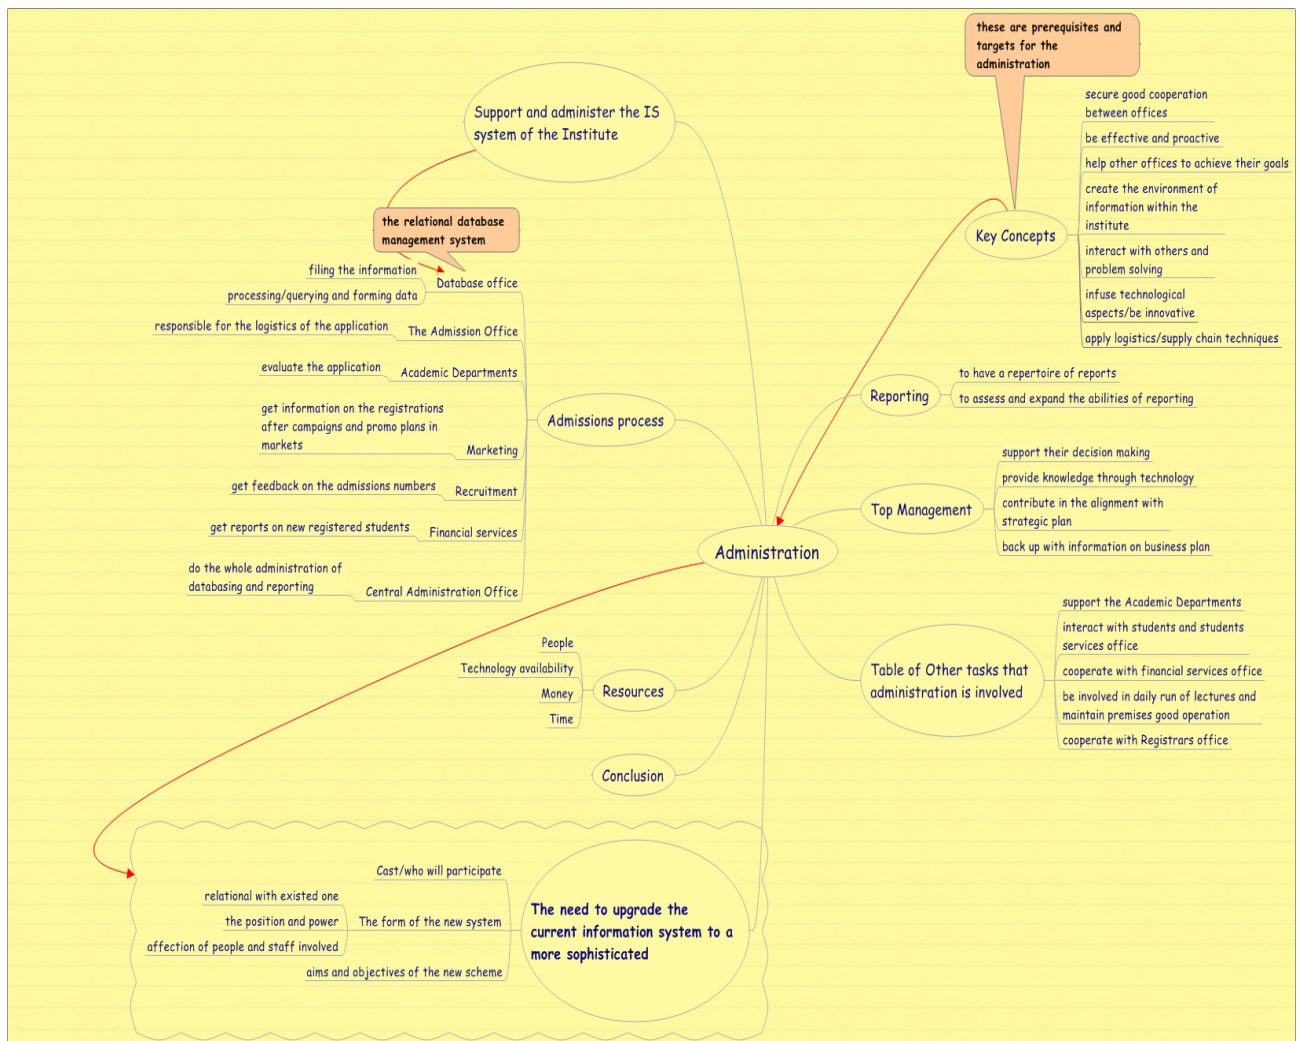 these are prerequisites and
targets for the
administration
Support and administer the IS
system of the Institute
the relational database
management system
filing the information
processing/querying and forming data
Database office
responsible for the logistics of the application
The Admission Office
evaluate the application
Academic Departments
get information on the registrations
after campaigns and promo plans in
markets
Marketing
get feedback on the admissions numbers
Recruitment
get reports on new registered students
Financial services
do the whole administration of
databasing and reporting
Central Administration Office
Admissions process
Key Concepts
secure good cooperation
between offices
be effective and proactive
help other offices to achieve their goals
create the environment of
information within the
institute
interact with others and
problem solving
infuse technological
aspects/be innovative
apply logistics/supply chain techniques
Reporting
to have a repertoire of reports
to assess and expand the abilities of reporting
Top Management
support their decision making
provide knowledge through technology
contribute in the alignment with
strategic plan
back up with information on business plan
Administration
Table of Other tasks that
administration is involved
support the Academic Departments
interact with students and students
services office
cooperate with financial services office
be involved in daily run of lectures and
maintain premises good operation
cooperate with Registrars office
People
Technology availability
Money
Time
Resources
Conclusion
Cast/who will participate
relational with existed one
the position and power
affection of people and staff involved
The form of the new system
aims and objectives of the new scheme
The need to upgrade the
current information system to a
more sophisticated